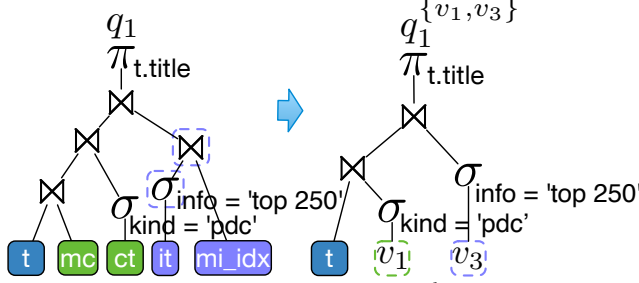 q₁
π t.title
⋈
⋈ ⋈
⋈ σ info = 'top 250'
σ kind = 'pdc'
t mc ct it mi_idx
q₁^{v₁,v₃}
π t.title
⋈
⋈ σ info = 'top 250'
σ kind = 'pdc’
t v₁ v₃